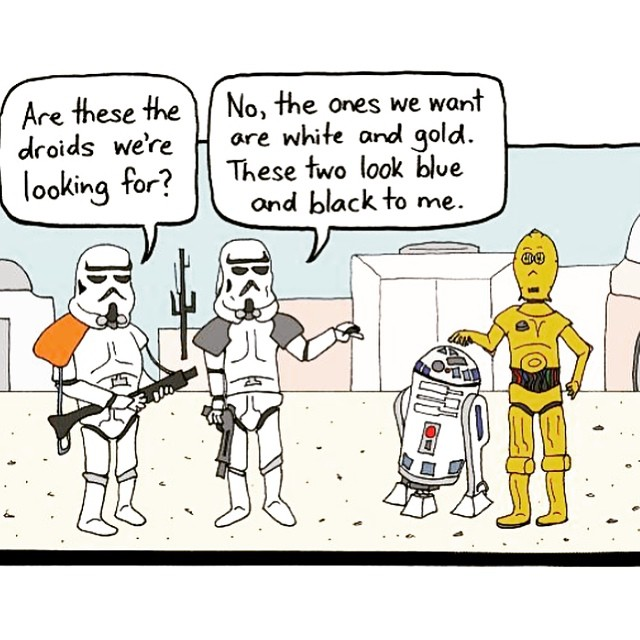 Are these the
droids we're
looking for?
No, the ones we want
are white and gold.
These two look blue
and black to me.